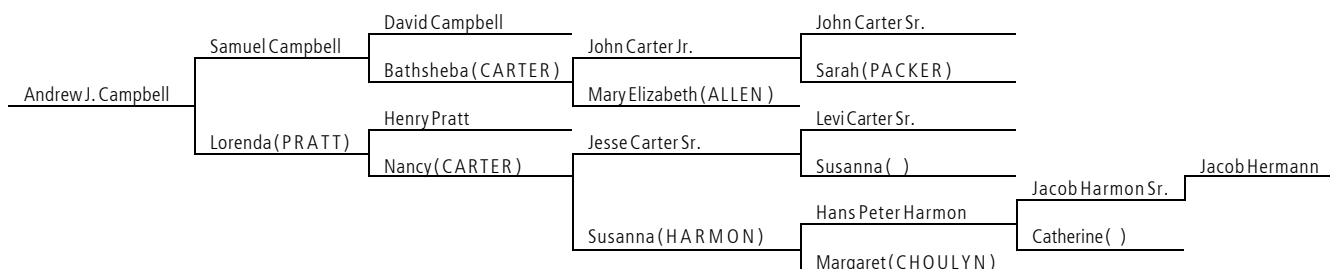 David Campbell
John Carter Sr.
Samuel Campbell
John Carter Jr.
Bathsheba (CARTER)
Sarah (PACKER)
Andrew J. Campbell
Mary Elizabeth (ALLEN )
Henry Pratt
Levi Carter Sr.
Lorenda (PRATT)
Jesse Carter Sr.
Nancy (CARTER)
Susanna ( )
Jacob Hermann
Jacob Harmon Sr.
Hans Peter Harmon
Susanna (HARMON)
Catherine ( )
Margaret (CHOULYN)